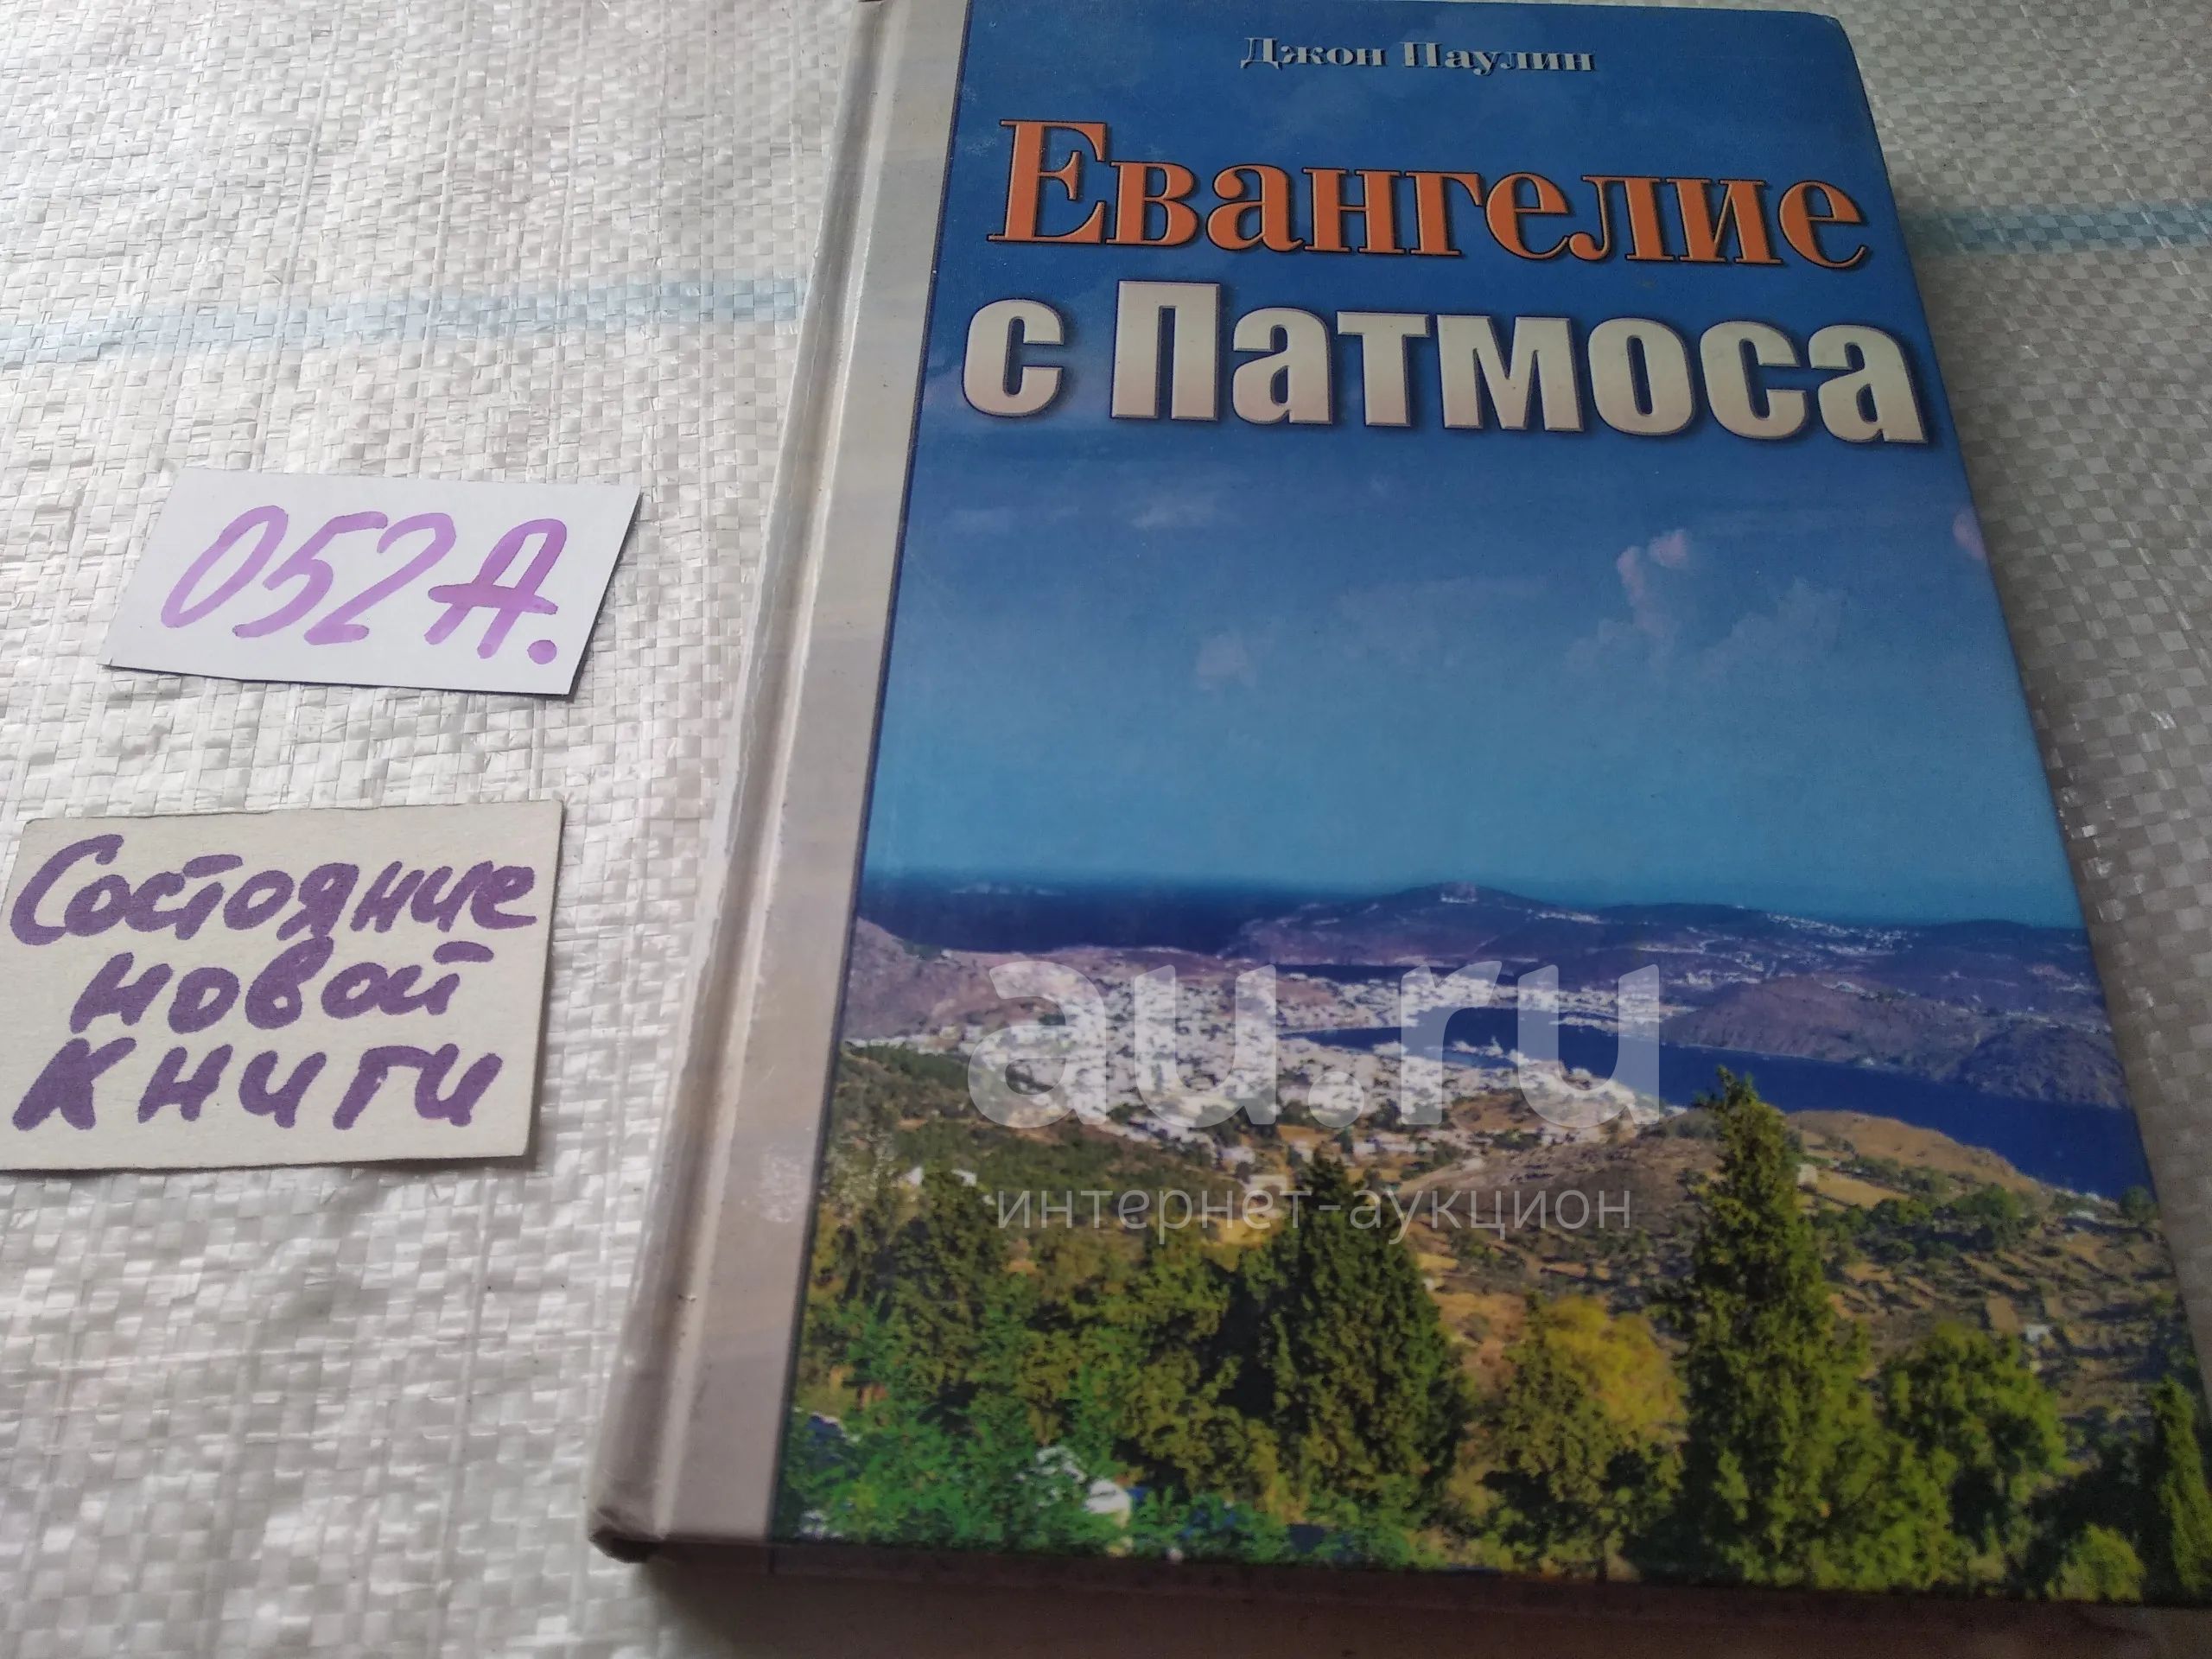 Джон Паулин
Евангелие
с Патмоса
052А.
Состояние
новой
книги
au.ru
интернет-аукцион